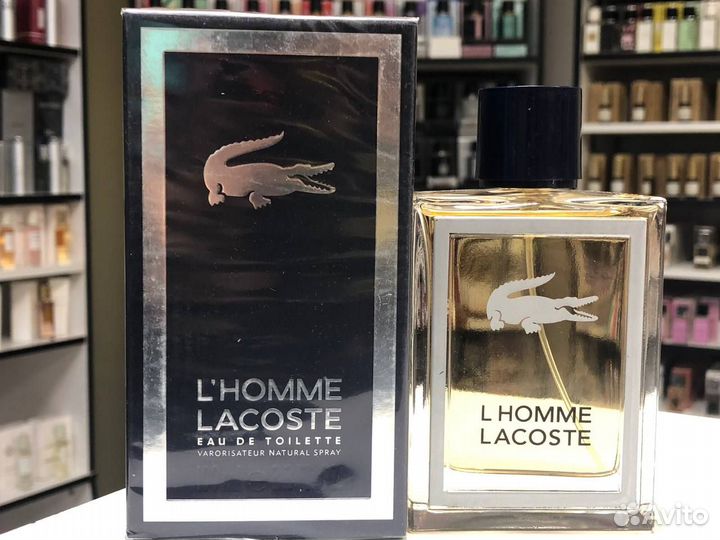 L'HOMME
LACOSTE
EAU DE TOILETTE
VAPORISATEUR NATURAL SPRAY
L'HOMME
LACOSTE
Avito